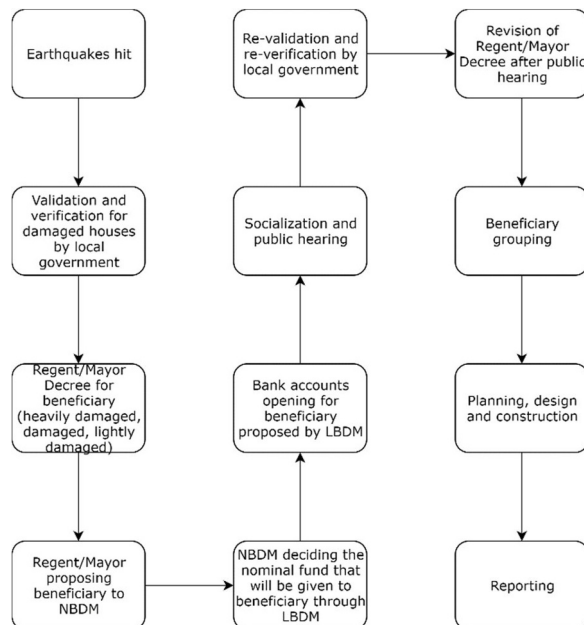 Earthquakes hit
Validation and
verification for
damaged houses
by local
government
Regent/Mayor
Decree for
beneficiary
(heavily damaged,
damaged, lightly
damaged)
Regent/Mayor
proposing
beneficiary to
NBDM
NBDM deciding the
nominal fund that
will be given to
beneficiary through
LBDM
Bank accounts
opening for
beneficiary
proposed by LBDM
Socialization and
public hearing
Re-validation and
re-verification by
local government
Revision of
Regent/Mayor
Decree after public
hearing
Beneficiary
grouping
Planning, design
and construction
Reporting